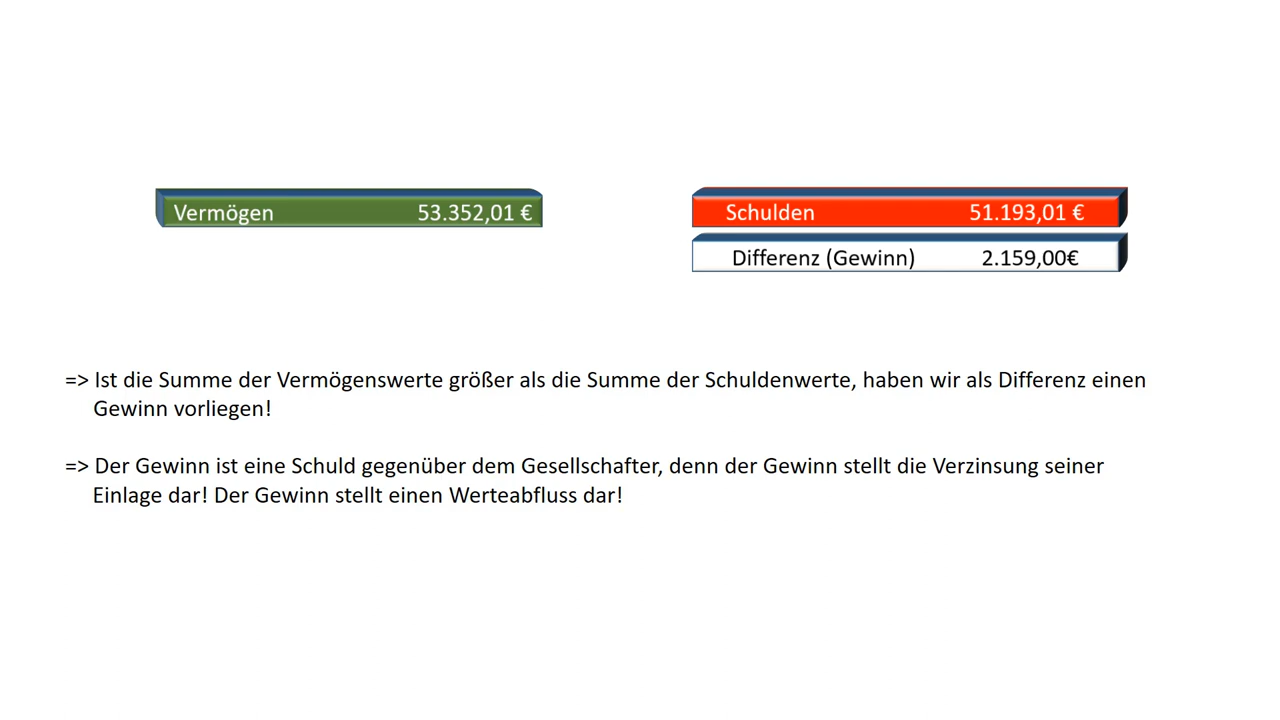 Vermögen 53.352,01 €
Schulden 51.193,01 €
Differenz (Gewinn) 2.159,00€
=> Ist die Summe der Vermögenswerte größer als die Summe der Schuldenwerte, haben wir als Differenz einen
Gewinn vorliegen!
=> Der Gewinn ist eine Schuld gegenüber dem Gesellschafter, denn der Gewinn stellt die Verzinsung seiner
Einlage dar! Der Gewinn stellt einen Werteabfluss dar!